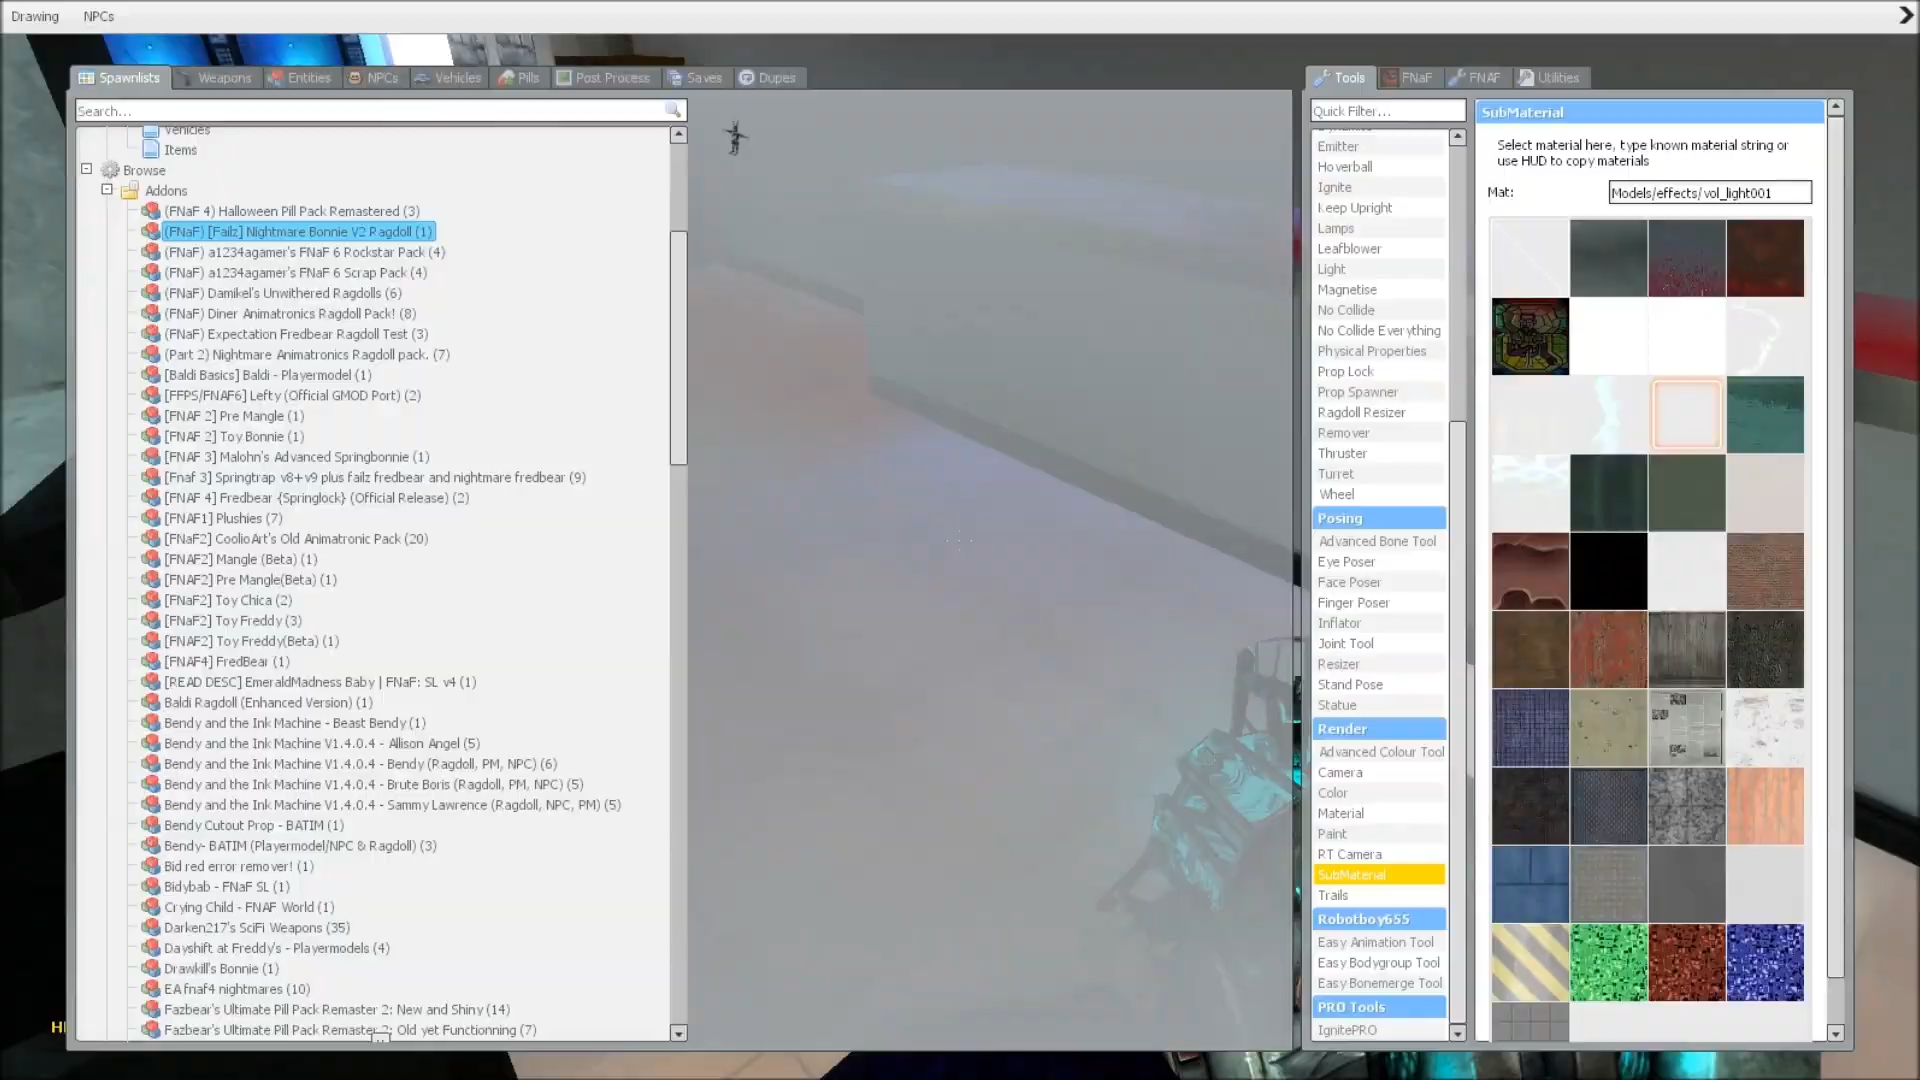 Drawing NPCs
Spawnlists Weapons Entities NPCs Vehicles Pills Post Process Saves Dupes
Search...
Vehicles
Items
Browse
Addons
(FNaF 4) Halloween Pill Pack Remastered (3)
(FNaF) [Failz] Nightmare Bonnie V2 Ragdoll (1)
(FNaF) a1234agamer's FNaF 6 Rockstar Pack (4)
(FNaF) a1234agamer's FNaF 6 Scrap Pack (4)
(FNaF) Damikel's Unwithered Ragdolls (6)
(FNaF) Diner Animatronics Ragdoll Pack! (8)
(FNaF) Expectation Fredbear Ragdoll Test (3)
(Part 2) Nightmare Animatronics Ragdoll pack. (7)
[Baldi Basics] Baldi - Playermodel (1)
[FFPS/FNAF6] Lefty (Official GMOD Port) (2)
[FNAF 2] Pre Mangle (1)
[FNAF 2] Toy Bonnie (1)
[FNAF 3] Malohn's Advanced Springbonnie (1)
[Fnaf 3] Springtrap v8+v9 plus failz fredbear and nightmare fredbear (9)
[FNAF 4] Fredbear {Springlock} (Official Release) (2)
[FNAF1] Plushies (7)
[FNaF2] CoolioArt's Old Animatronic Pack (20)
[FNAF2] Mangle (Beta) (1)
[FNAF2] Pre Mangle(Beta) (1)
[FNaF2] Toy Chica (2)
[FNaF2] Toy Freddy (3)
[FNAF2] Toy Freddy(Beta) (1)
[FNAF4] FredBear (1)
[READ DESC] EmeraldMadness Baby | FNaF: SL v4 (1)
Baldi Ragdoll (Enhanced Version) (1)
Bendy and the Ink Machine - Beast Bendy (1)
Bendy and the Ink Machine V1.4.0.4 - Allison Angel (5)
Bendy and the Ink Machine V1.4.0.4 - Bendy (Ragdoll, PM, NPC) (6)
Bendy and the Ink Machine V1.4.0.4 - Brute Boris (Ragdoll, PM, NPC) (5)
Bendy and the Ink Machine V1.4.0.4 - Sammy Lawrence (Ragdoll, NPC, PM) (5)
Bendy Cutout Prop - BATIM (1)
Bendy- BATIM (Playermodel/NPC & Ragdoll) (3)
Bid red error remover! (1)
Bidybab - FNaF SL (1)
Crying Child - FNAF World (1)
Darken217's SciFi Weapons (35)
Dayshift at Freddy's - Playermodels (4)
Drawkill's Bonnie (1)
EA fnaf4 nightmares (10)
Fazbear's Ultimate Pill Pack Remaster 2: New and Shiny (14)
Fazbear's Ultimate Pill Pack Remaster 2: Old yet Functionning (7)
Tools FNaF FNAF Utilities
Quick Filter...
Emitter
Hoverball
Ignite
Keep Upright
Lamps
Leafblower
Light
Magnetise
No Collide
No Collide Everything
Physical Properties
Prop Lock
Prop Spawner
Ragdoll Resizer
Remover
Thruster
Turret
Wheel
Posing
Advanced Bone Tool
Eye Poser
Face Poser
Finger Poser
Inflator
Joint Tool
Resizer
Stand Pose
Statue
Render
Advanced Colour Tool
Camera
Color
Material
Paint
RT Camera
SubMaterial
Trails
Robotboy655
Easy Animation Tool
Easy Bodygroup Tool
Easy Bonemerge Tool
PRO Tools
IgnitePRO
SubMaterial
Select material here, type known material string or
use HUD to copy materials
Mat: Models/effects/vol_light001